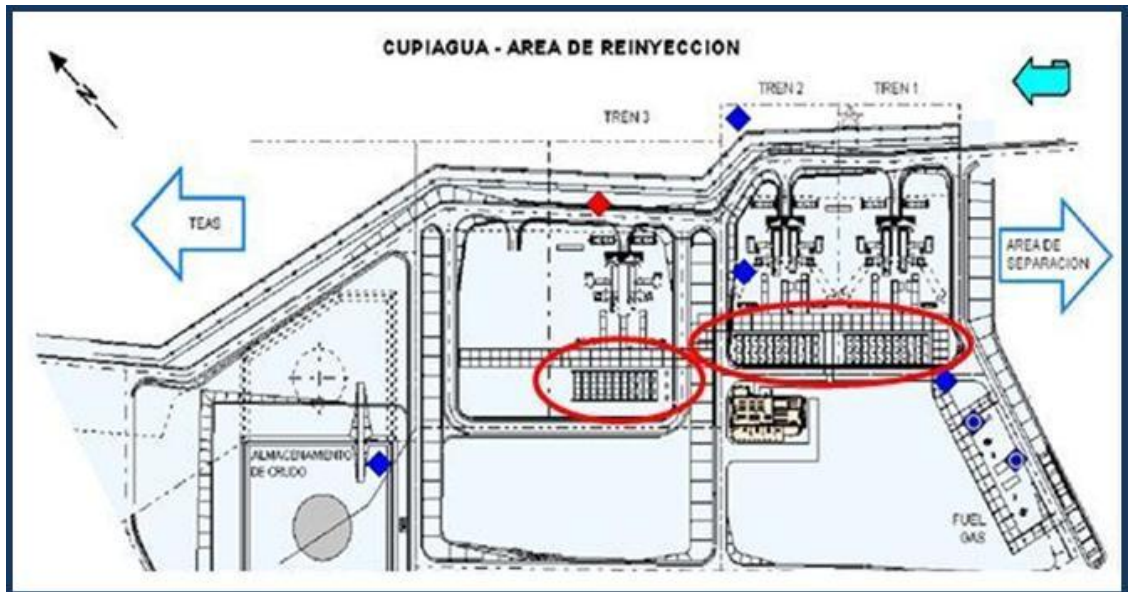 CUPIAGUA - AREA DE REINYECCION
N
TREN 3
TREN 2
TREN 1
TEAS
AREA DE
SEPARACION
ALMACENAMIENTO
DE CRUDO
FUEL
GAS